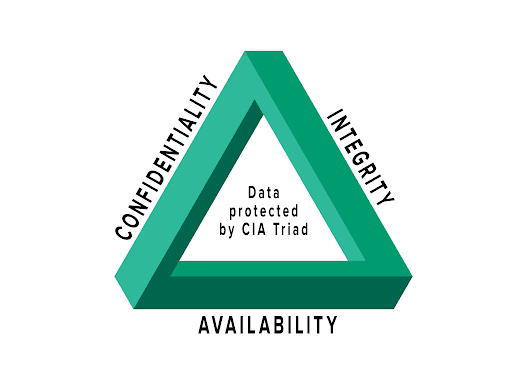 CONFIDENTIALITY
INTEGRITY
Data
protected
by CIA Triad
AVAILABILITY